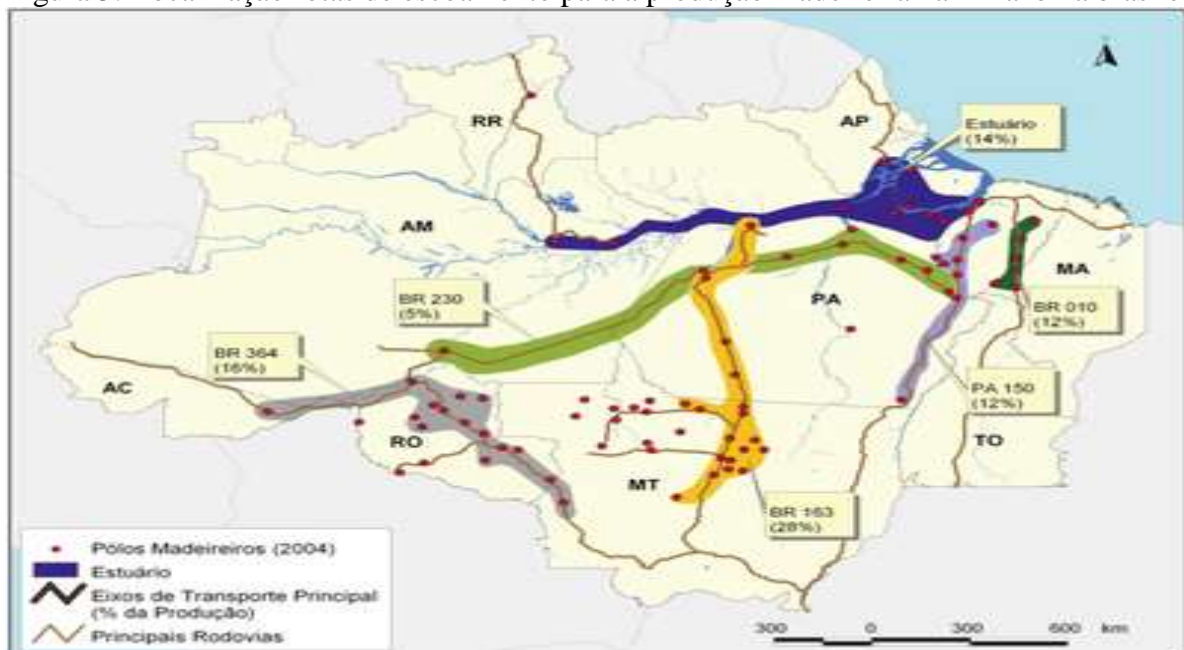 RR
AP
Estuário
(14%)
AM
BR 230
(5%)
PA
MA
BR 010
(12%)
BR 364
(16%)
AC
PA 150
(12%)
RO
TO
MT
BR 163
(28%)
Pólos Madeireiros (2004)
Estuário
Eixos de Transporte Principal
(% da Produção)
Principais Rodovias
300 0 300 600 km